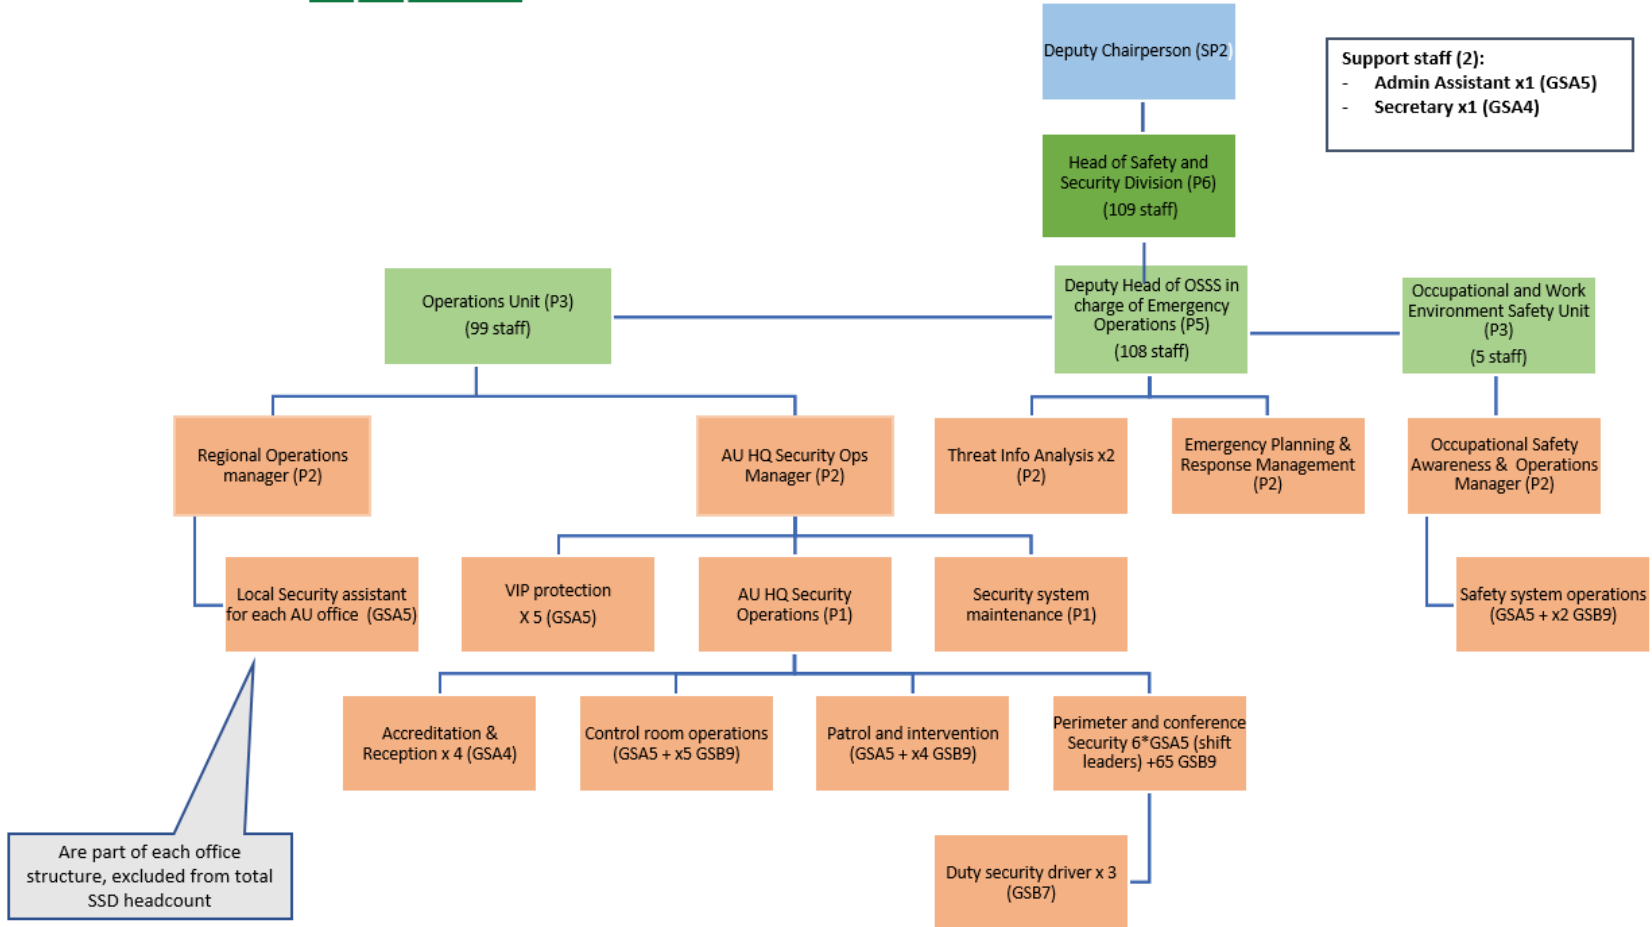 Deputy Chairperson (SP2)
Support staff (2):
- Admin Assistant x1 (GSA5)
- Secretary x1 (GSA4)
Head of Safety and
Security Division (P6)
(109 staff)
Operations Unit (P3)
(99 staff)
Deputy Head of OSSS in
charge of Emergency
Operations (P5)
(108 staff)
Occupational and Work
Environment Safety Unit
(P3)
(5 staff)
Regional Operations
manager (P2)
AU HQ Security Ops
Manager (P2)
Threat Info Analysis x2
(P2)
Emergency Planning &
Response Management
(P2)
Occupational Safety
Awareness & Operations
Manager (P2)
Local Security assistant
for each AU office (GSA5)
VIP protection
X 5 (GSA5)
AU HQ Security
Operations (P1)
Security system
maintenance (P1)
Safety system operations
(GSA5 + x2 GSB9)
Accreditation &
Reception x 4 (GSA4)
Control room operations
(GSA5 + x5 GSB9)
Patrol and intervention
(GSA5 + x4 GSB9)
Perimeter and conference
Security 6*GSA5 (shift
leaders) +65 GSB9
Are part of each office
structure, excluded from total
SSD headcount
Duty security driver x 3
(GSB7)